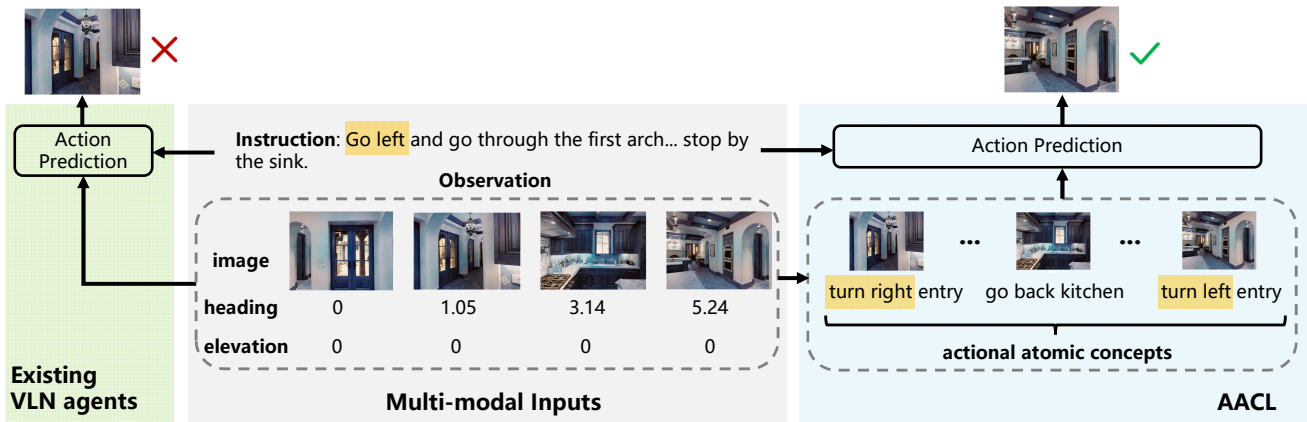 Action
Prediction
Instruction: Go left and go through the first arch... stop by
the sink.
Observation
image
heading 0 1.05 3.14 5.24
elevation 0 0 0 0
Existing
VLN agents
Multi-modal Inputs
Action Prediction
... ...
turn right entry go back kitchen turn left entry
actional atomic concepts
AACL